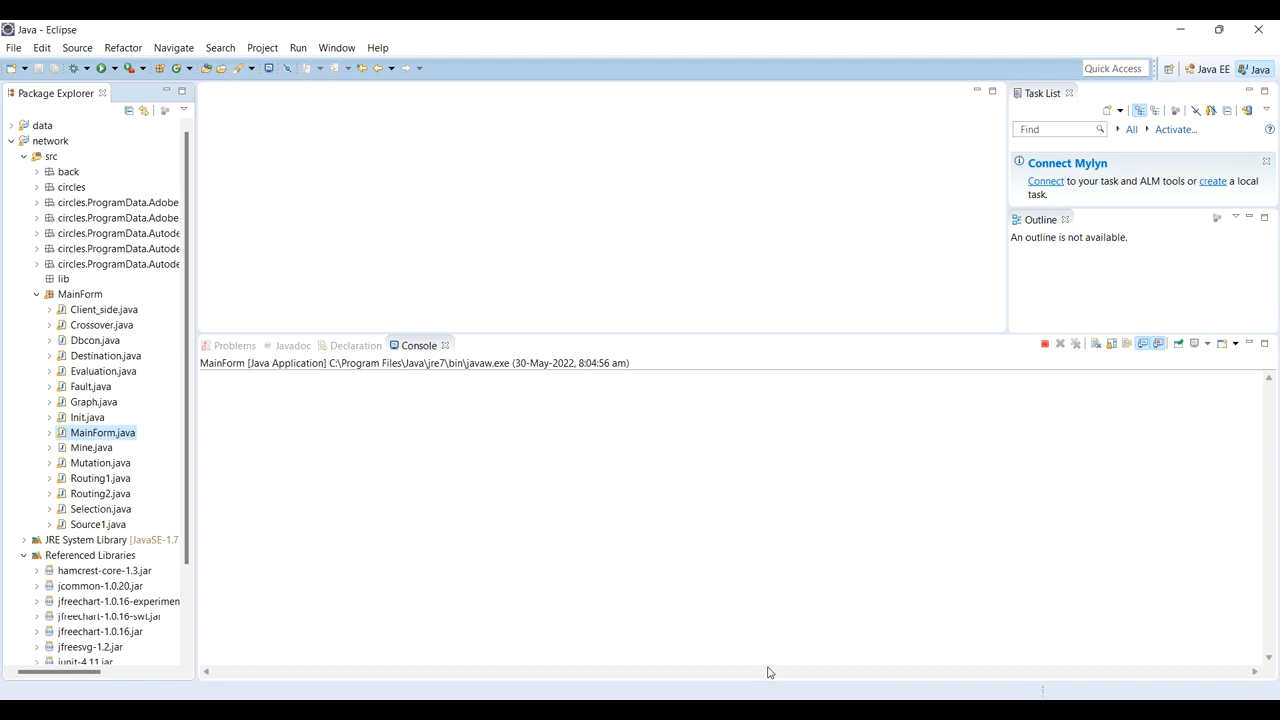 Java - Eclipse
File Edit Source Refactor Navigate Search Project Run Window Help
Quick Access Java EE Java
Package Explorer
data
network
src
back
circles
circles.ProgramData.Adobe
circles.ProgramData.Adobe
circles.ProgramData.Autode
circles.ProgramData.Autode
circles.ProgramData.Autode
lib
MainForm
Client_side.java
Crossover.java
Dbcon.java
Destination.java
Evaluation.java
Fault.java
Graph.java
Init.java
MainForm.java
Mine.java
Mutation.java
Routing1.java
Routing2.java
Selection.java
Source1.java
JRE System Library [JavaSE-1.7
Referenced Libraries
hamcrest-core-1.3.jar
jcommon-1.0.20.jar
jfreechart-1.0.16-experimen
jfreechart-1.0.16-swt.jar
jfreechart-1.0.16.jar
jfreesvg-1.2.jar
junit-4.11.jar
Problems Javadoc Declaration Console
MainForm [Java Application] C:\Program Files\Java\jre7\bin\javaw.exe (30-May-2022, 8:04:56 am)
Task List
Find All Activate...
Connect Mylyn
Connect to your task and ALM tools or create a local
task.
Outline
An outline is not available.